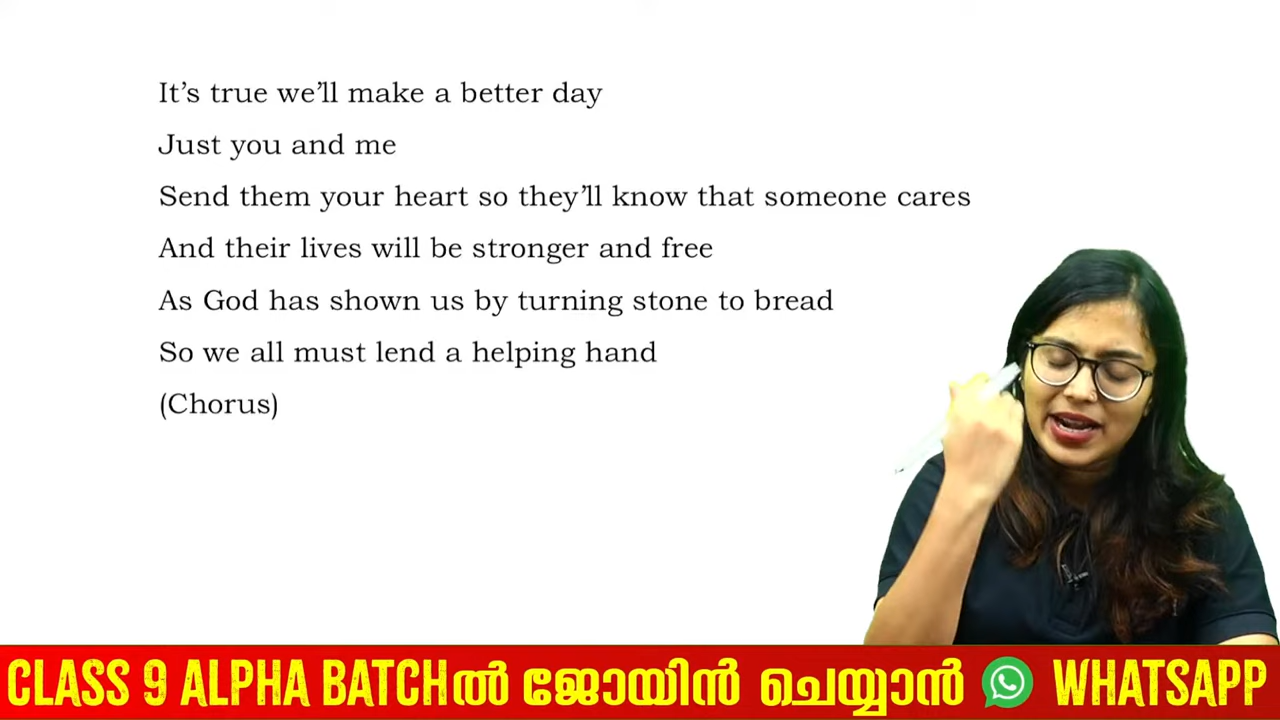 It's true we'll make a better day
Just you and me
Send them your heart so they'll know that someone cares
And their lives will be stronger and free
As God has shown us by turning stone to bread
So we all must lend a helping hand
(Chorus)
CLASS 9 ALPHA BATCHൽ ജോയിൻ ചെയ്യാൻ WHATSAPP